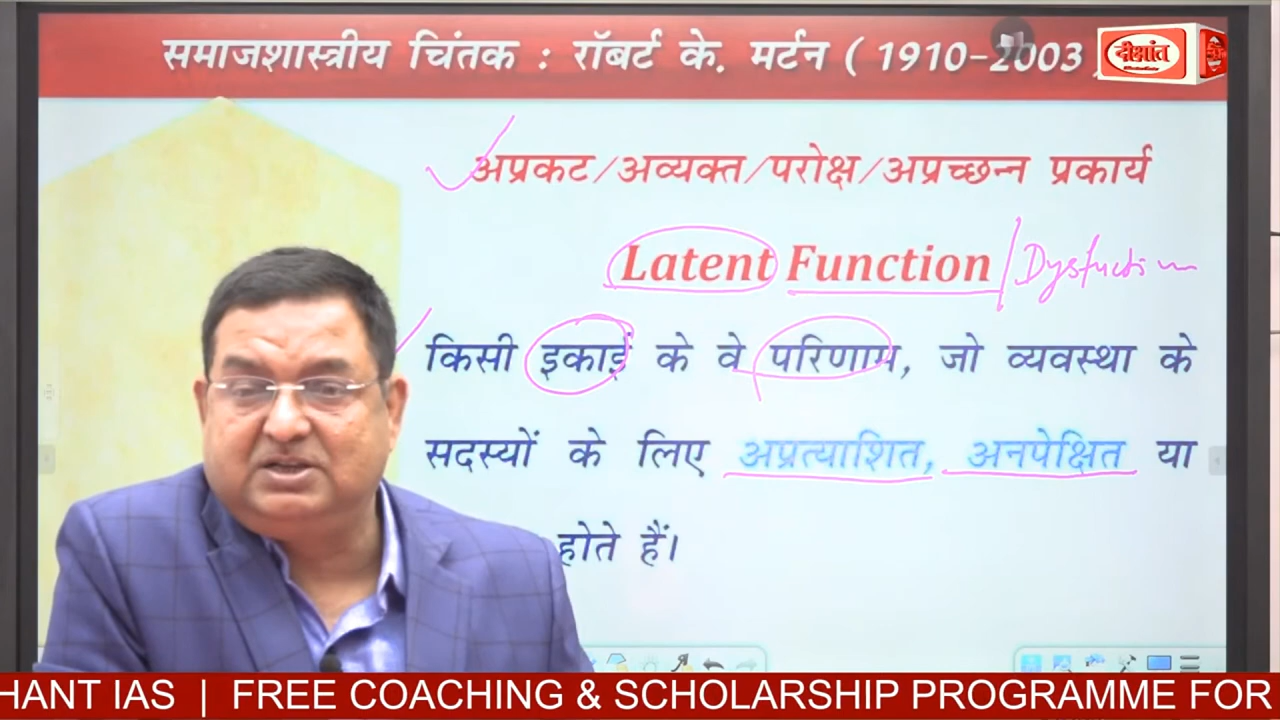 समाजशास्त्रीय चिंतक : रॉबर्ट के. मर्टन ( 1910-2003 )
दीक्षांत
अप्रकट/अव्यक्त/परोक्ष/अप्रच्छन्न प्रकार्य
Latent Function / Dysfuction
किसी इकाई के वे परिणाम, जो व्यवस्था के
सदस्यों के लिए अप्रत्याशित, अनपेक्षित या
होते हैं।
HANT IAS | FREE COACHING & SCHOLARSHIP PROGRAMME FOR